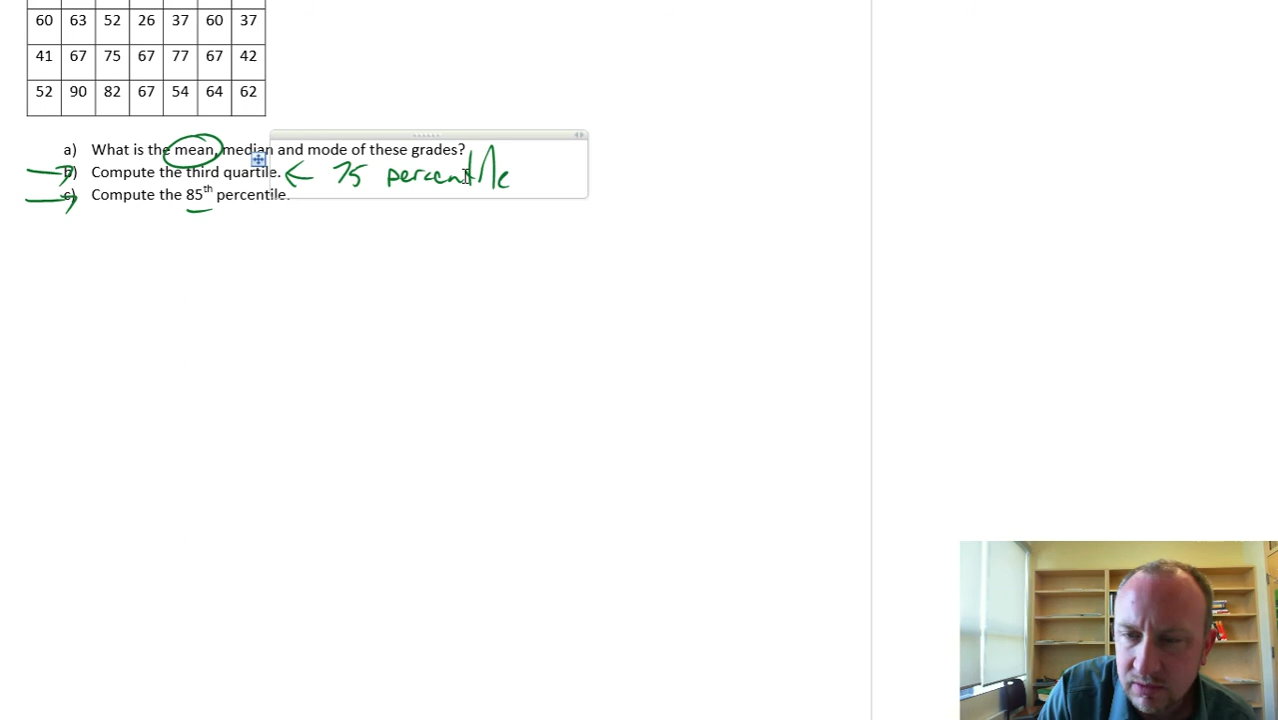 60 63 52 26 37 60 37
41 67 75 67 77 67 42
52 90 82 67 54 64 62
a) What is the mean, median and mode of these grades?
b) Compute the third quartile. ← 75 percentile
c) Compute the 85th percentile.